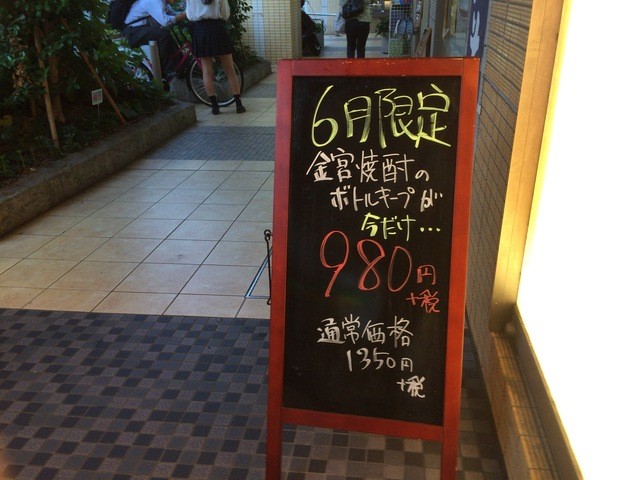 6月限定
金宮焼酎の
ボトルキープが
今だけ…
980円
+税
通常価格
1350円
+税